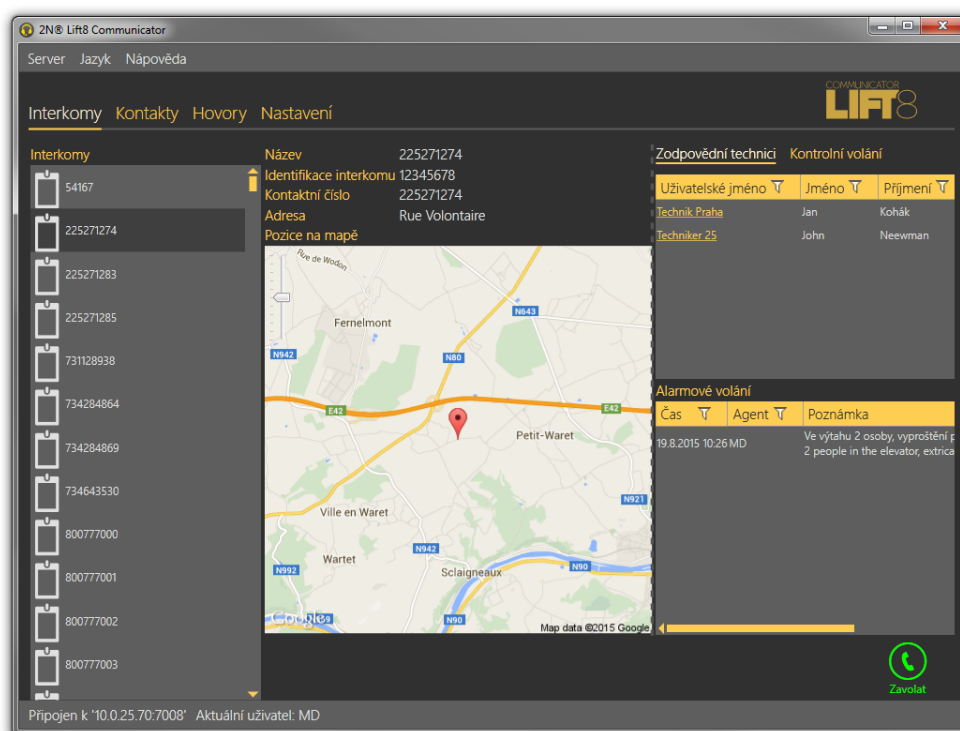 2N® Lift8 Communicator
Server Jazyk Nápověda
Interkomy Kontakty Hovory Nastavení
COMMUNICATOR
LIFT8
Interkomy
54167
225271274
225271283
225271285
731128938
734284864
734284869
734643530
800777000
800777001
800777002
800777003
Název 225271274
Identifikace interkomu 12345678
Kontaktní číslo 225271274
Adresa Rue Volontaire
Pozice na mapě
Rue de Wodon
N643
Fernelmont
N942
N80
E42
E42
Petit-Waret
N921
Ville en Waret
N942
Wartet
N992
Sclaigneaux
N90
Google
N90
Map data ©2015 Google
Zodpovědní technici Kontrolní volání
Uživatelské jméno Jméno Příjmení
Technik Praha Jan Kohák
Techniker 25 John Neewman
Alarmové volání
Čas Agent Poznámka
19.8.2015 10:26 MD Ve výtahu 2 osoby, vyproštění p
2 people in the elevator, extrica
Zavolat
Připojen k '10.0.25.70:7008' Aktuální uživatel: MD